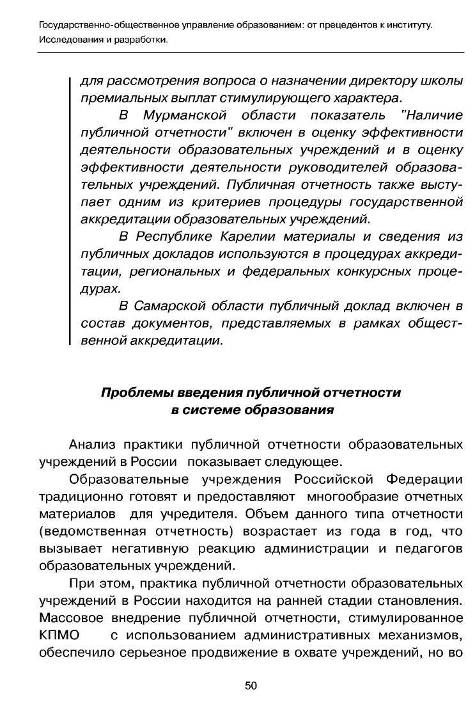 Государственно-общественное управление образованием: от прецедентов к институту.
Исследования и разработки.
для рассмотрения вопроса о назначении директору школы
премиальных выплат стимулирующего характера.
В Мурманской области показатель "Наличие
публичной отчетности" включен в оценку эффективности
деятельности образовательных учреждений и в оценку
эффективности деятельности руководителей образова-
тельных учреждений. Публичная отчетность также высту-
пает одним из критериев процедуры государственной
аккредитации образовательных учреждений.
В Республике Карелии материалы и сведения из
публичных докладов используются в процедурах аккреди-
тации, региональных и федеральных конкурсных проце-
дурах.
В Самарской области публичный доклад включен в
состав документов, представляемых в рамках общест-
венной аккредитации.
Проблемы введения публичной отчетности
в системе образования
Анализ практики публичной отчетности образовательных
учреждений в России показывает следующее.
Образовательные учреждения Российской Федерации
традиционно готовят и предоставляют многообразие отчетных
материалов для учредителя. Объем данного типа отчетности
(ведомственная отчетность) возрастает из года в год, что
вызывает негативную реакцию администрации и педагогов
образовательных учреждений.
При этом, практика публичной отчетности образовательных
учреждений в России находится на ранней стадии становления.
Массовое внедрение публичной отчетности, стимулированное
КПМО с использованием административных механизмов,
обеспечило серьезное продвижение в охвате учреждений, но во
50